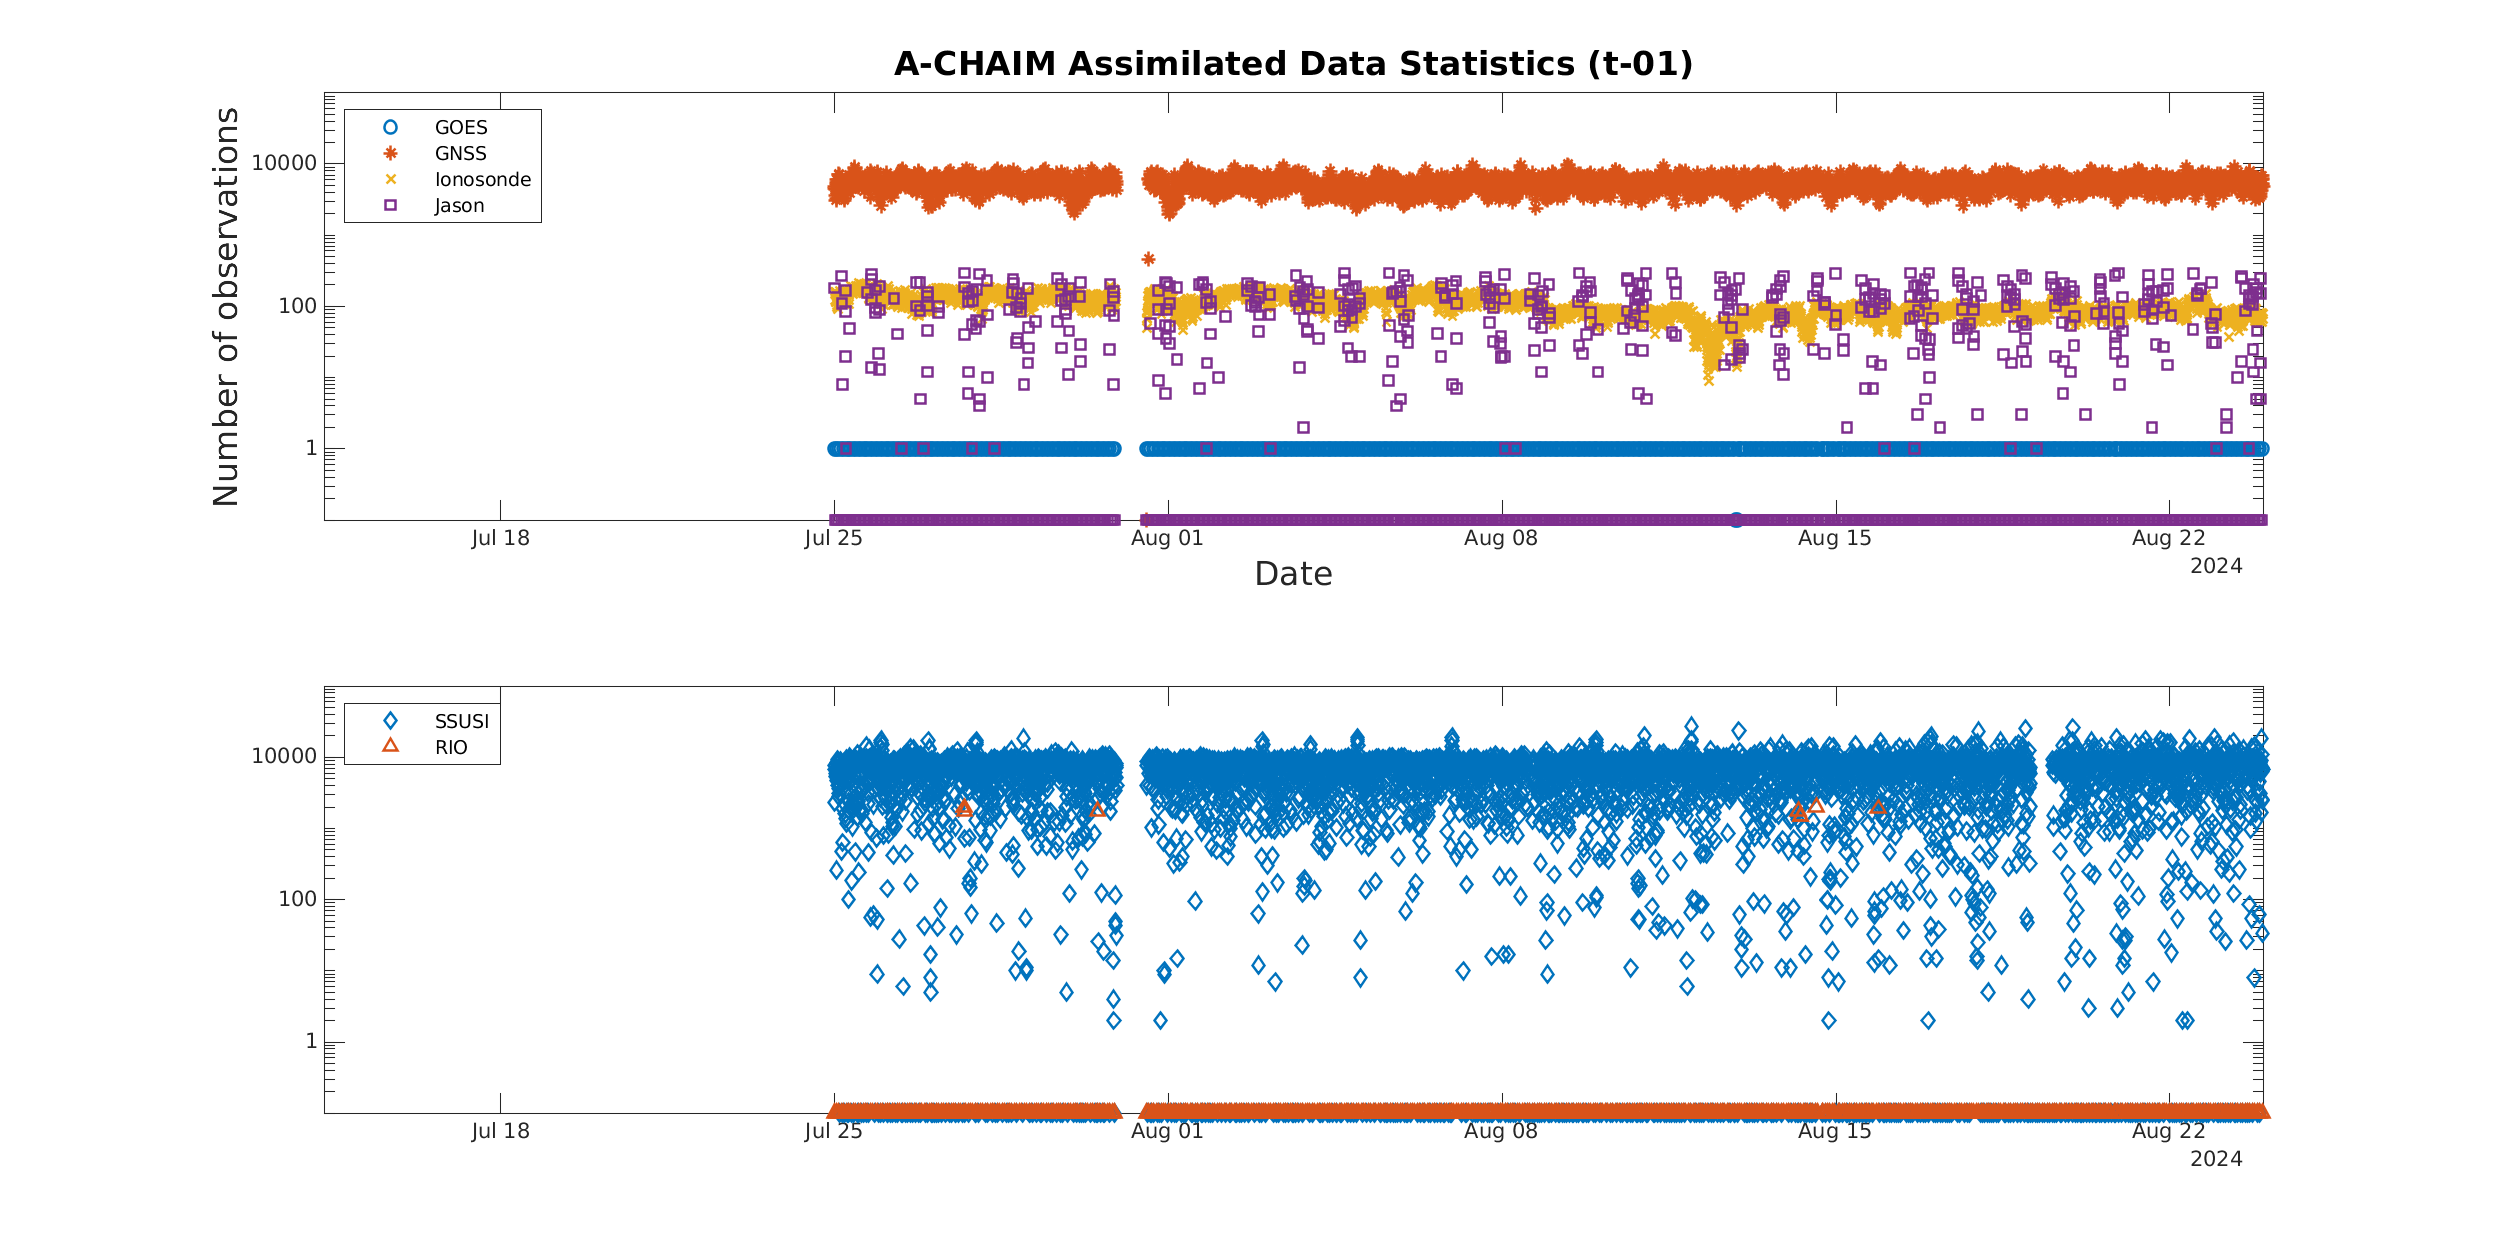 A-CHAIM Assimilated Data Statistics (t-01)
Number of observations
10000
100
1
GOES
GNSS
Ionosonde
Jason
Jul 18
Jul 25
Aug 01
Aug 08
Aug 15
Aug 22
2024
Date
10000
100
1
SSUSI
RIO
Jul 18
Jul 25
Aug 01
Aug 08
Aug 15
Aug 22
2024